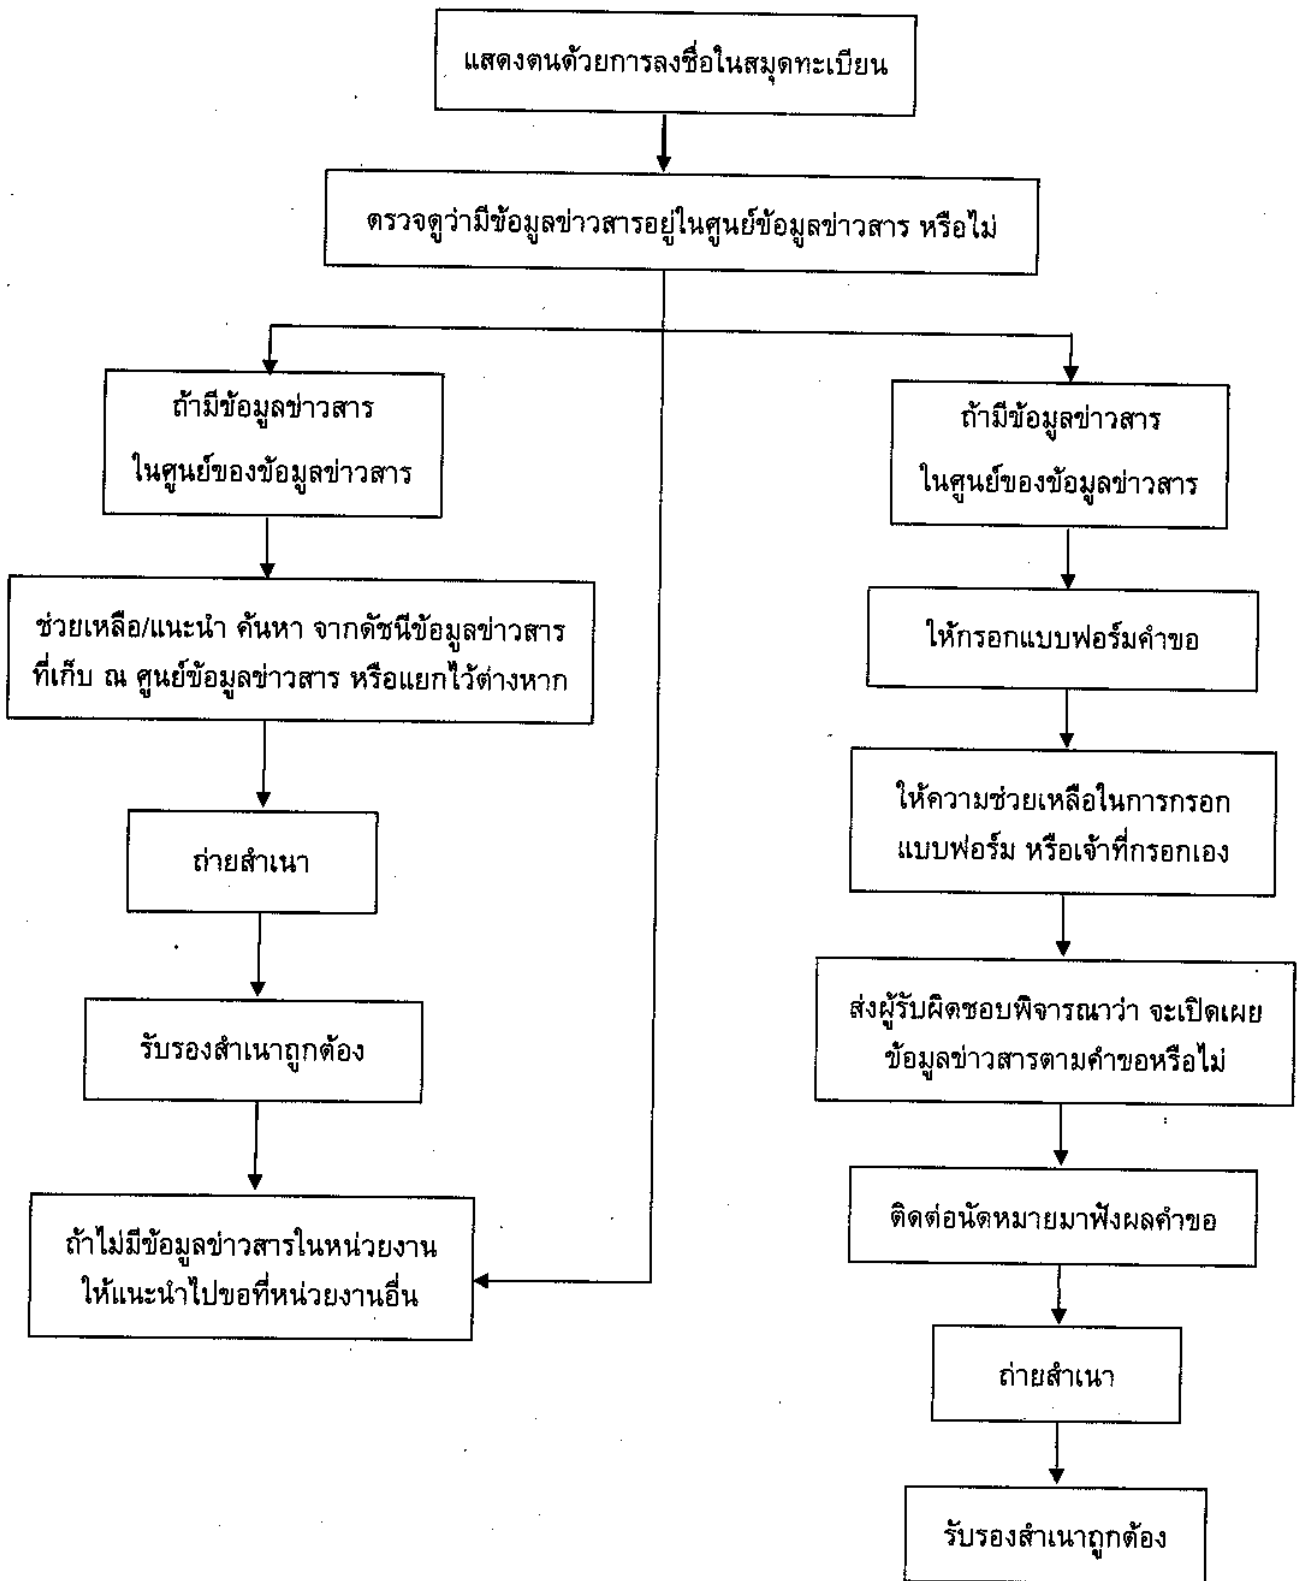 แสดงตนด้วยการลงชื่อในสมุดทะเบียน
ตรวจดูว่ามีข้อมูลข่าวสารอยู่ในศูนย์ข้อมูลข่าวสาร หรือไม่
ถ้ามีข้อมูลข่าวสาร
ในศูนย์ของข้อมูลข่าวสาร
ช่วยเหลือ/แนะนำ ค้นหา จากดัชนีข้อมูลข่าวสาร
ที่เก็บ ณ ศูนย์ข้อมูลข่าวสาร หรือแยกไว้ต่างหาก
ถ่ายสำเนา
รับรองสำเนาถูกต้อง
ถ้าไม่มีข้อมูลข่าวสารในหน่วยงาน
ให้แนะนำไปขอที่หน่วยงานอื่น
ถ้ามีข้อมูลข่าวสาร
ในศูนย์ของข้อมูลข่าวสาร
ให้กรอกแบบฟอร์มคำขอ
ให้ความช่วยเหลือในการกรอก
แบบฟอร์ม หรือเจ้าที่กรอกเอง
ส่งผู้รับผิดชอบพิจารณาว่า จะเปิดเผย
ข้อมูลข่าวสารตามคำขอหรือไม่
ติดต่อนัดหมายมาฟังผลคำขอ
ถ่ายสำเนา
รับรองสำเนาถูกต้อง